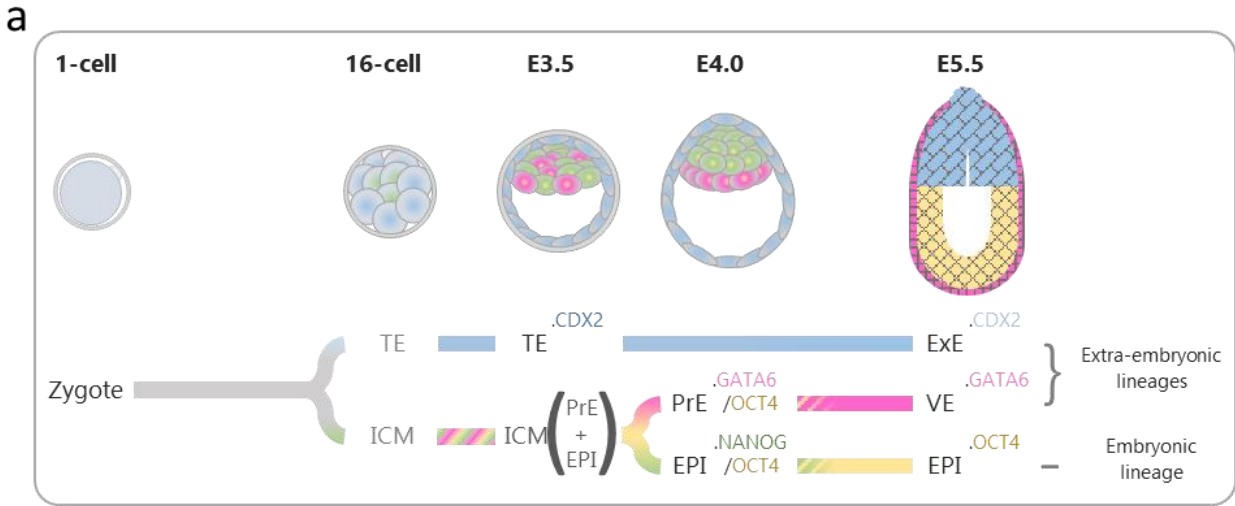 a
1-cell 16-cell E3.5 E4.0 E5.5
.CDX2 .CDX2
TE TE ExE
Extra-embryonic
lineages
.GATA6 .GATA6
Zygote
PrE /OCT4 VE
ICM ICM
(PrE
+
EPI)
.NANOG .OCT4
EPI /OCT4 EPI
Embryonic
lineage